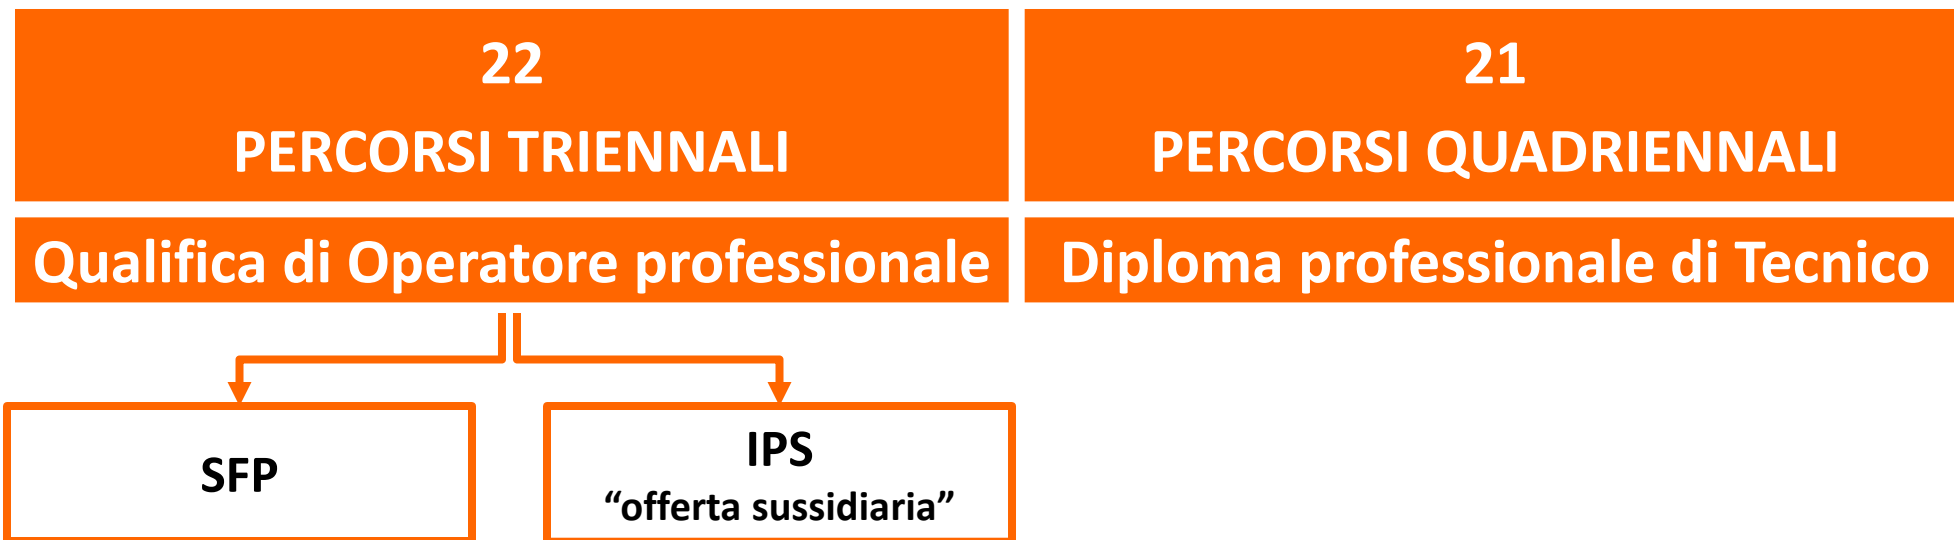 22
PERCORSI TRIENNALI
21
PERCORSI QUADRIENNALI
Qualifica di Operatore professionale
Diploma professionale di Tecnico
SFP
IPS
“offerta sussidiaria”